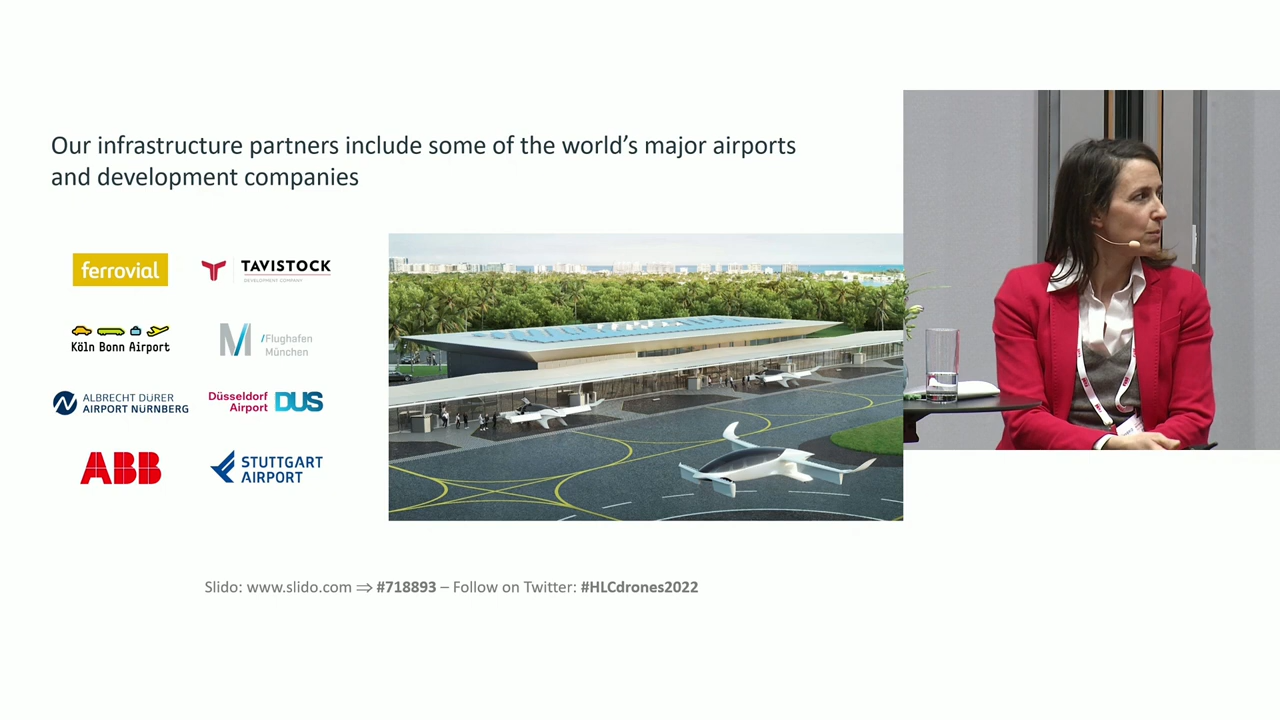 Our infrastructure partners include some of the world's major airports
and development companies
ferrovial
TAVISTOCK
DEVELOPMENT COMPANY
Köln Bonn Airport
M /Flughafen
München
ALBRECHT DÜRER
AIRPORT NÜRNBERG
Düsseldorf
Airport DUS
ABB
STUTTGART
AIRPORT
Slido: www.slido.com ⇒ #718893 – Follow on Twitter: #HLCdrones2022